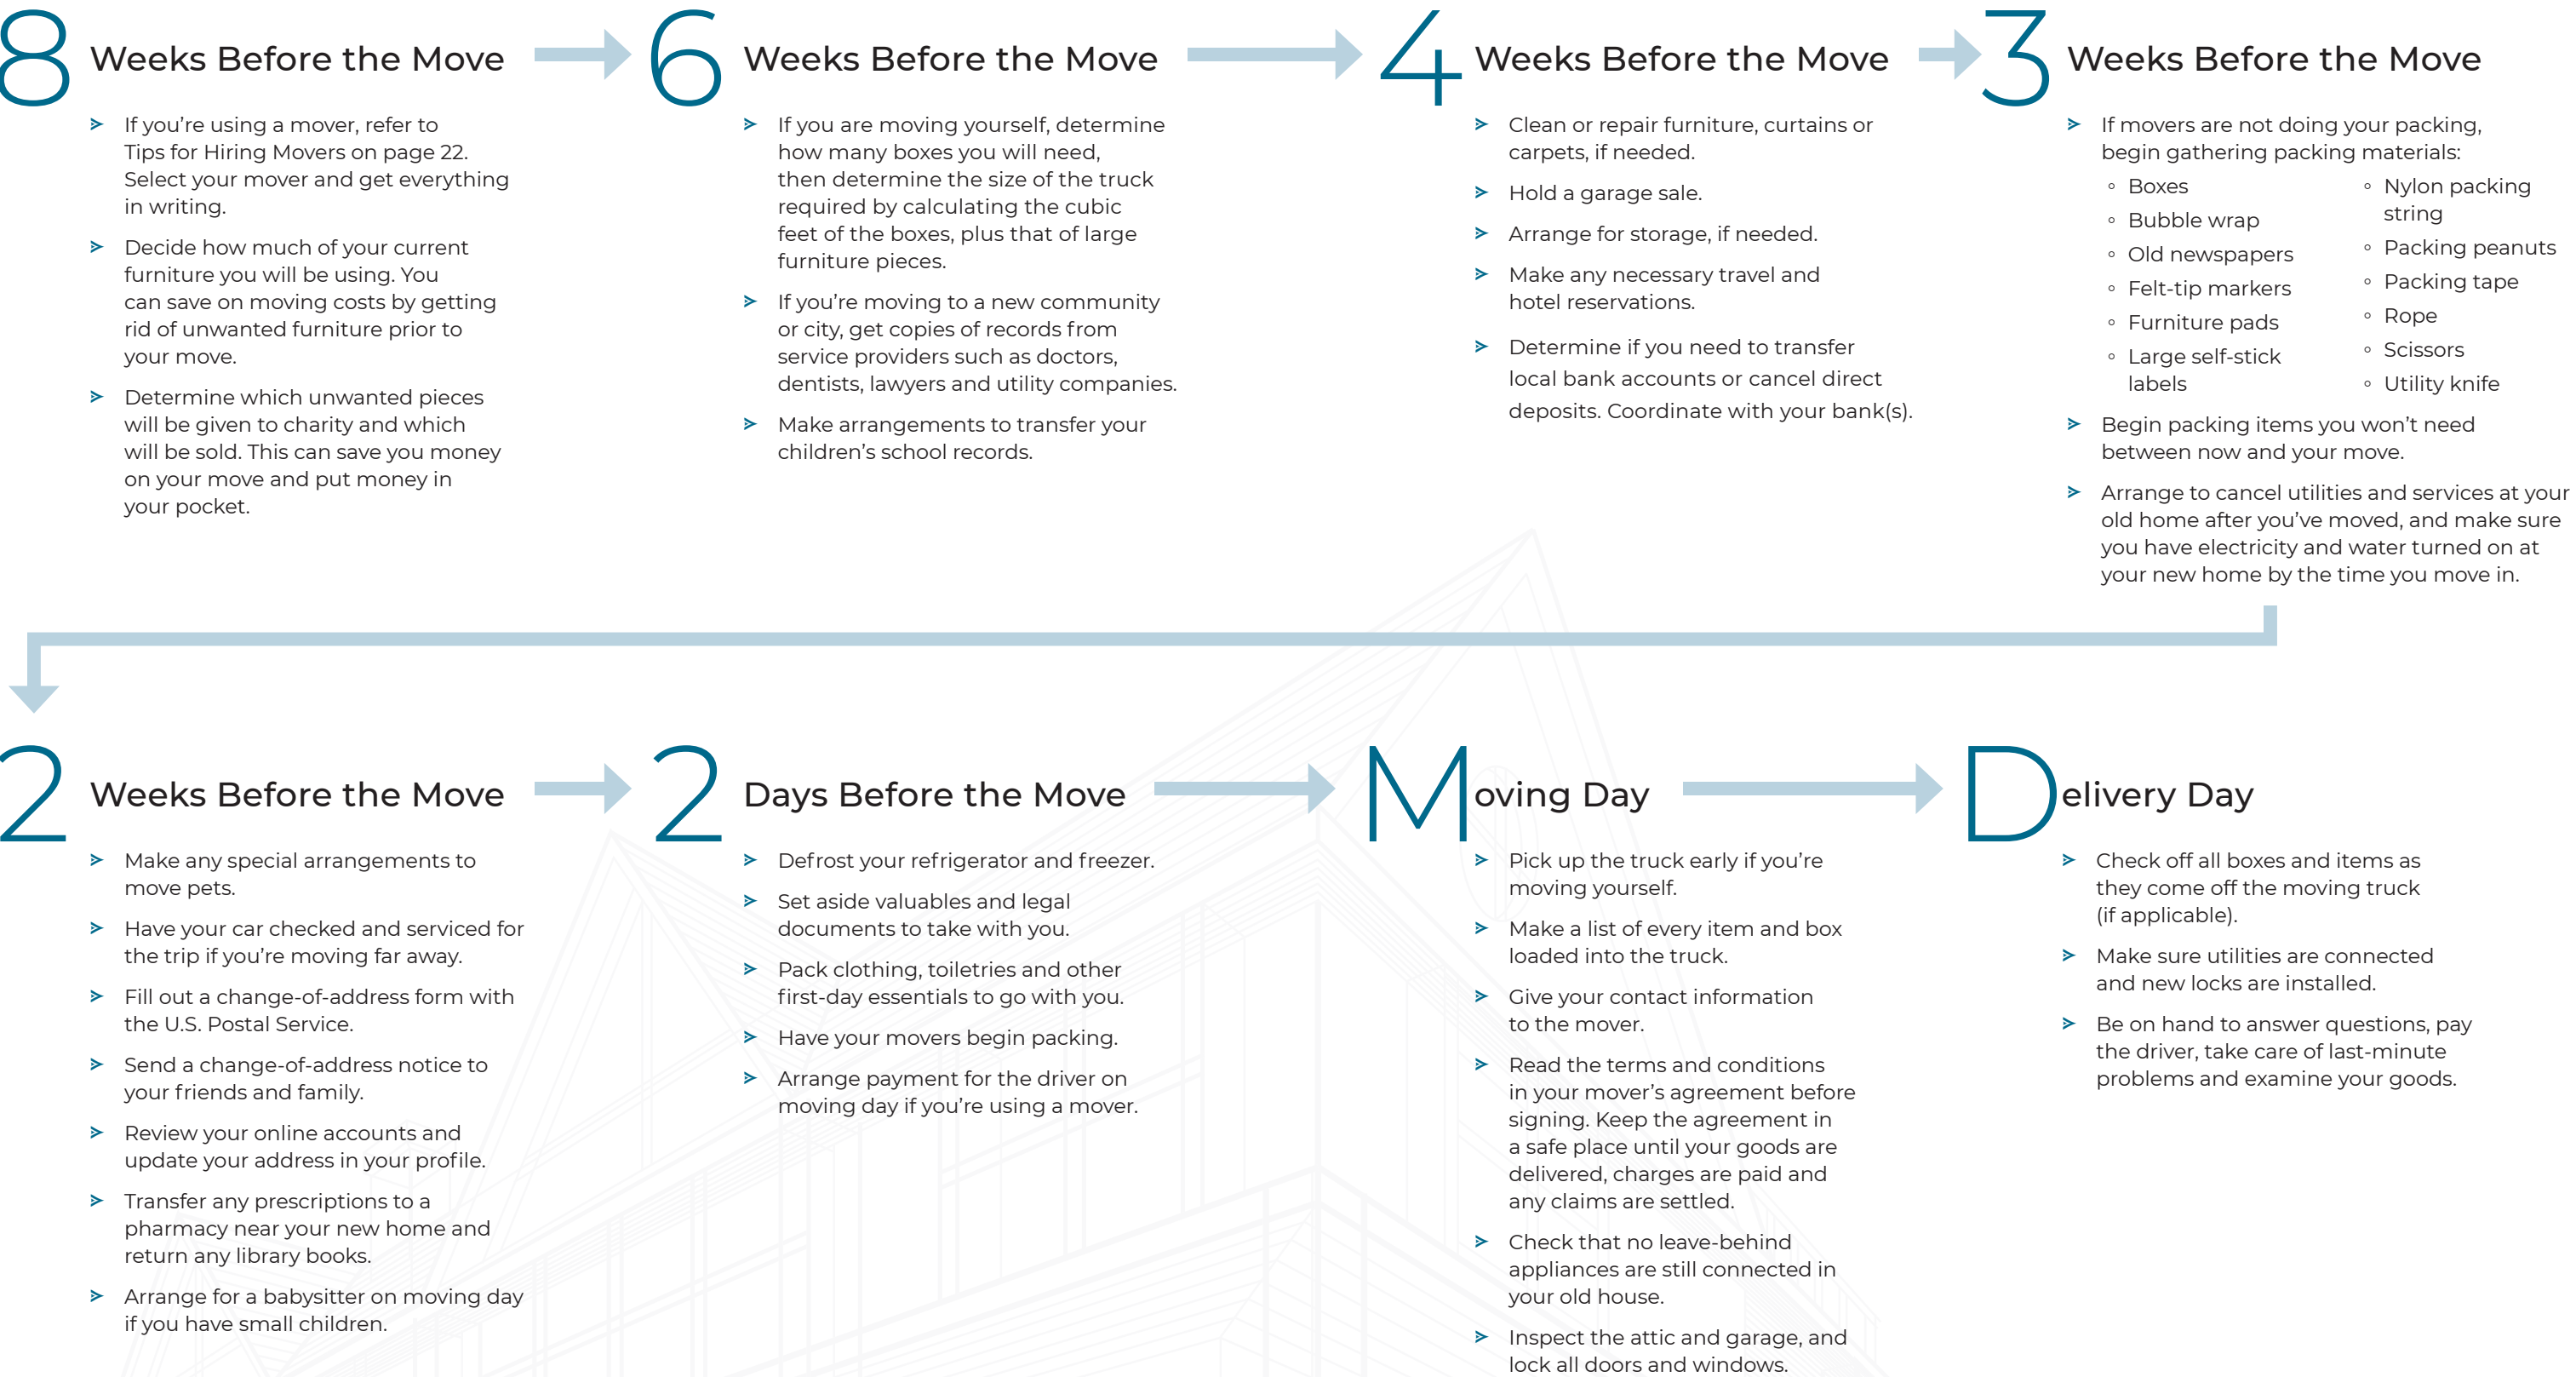 8 Weeks Before the Move
If you're using a mover, refer to
Tips for Hiring Movers on page 22.
Select your mover and get everything
in writing.
Decide how much of your current
furniture you will be using. You
can save on moving costs by getting
rid of unwanted furniture prior to
your move.
Determine which unwanted pieces
will be given to charity and which
will be sold. This can save you money
on your move and put money in
your pocket.
6 Weeks Before the Move
If you are moving yourself, determine
how many boxes you will need,
then determine the size of the truck
required by calculating the cubic
feet of the boxes, plus that of large
furniture pieces.
If you're moving to a new community
or city, get copies of records from
service providers such as doctors,
dentists, lawyers and utility companies.
Make arrangements to transfer your
children's school records.
4 Weeks Before the Move
Clean or repair furniture, curtains or
carpets, if needed.
Hold a garage sale.
Arrange for storage, if needed.
Make any necessary travel and
hotel reservations.
Determine if you need to transfer
local bank accounts or cancel direct
deposits. Coordinate with your bank(s).
3 Weeks Before the Move
If movers are not doing your packing,
begin gathering packing materials:
Boxes
Bubble wrap
Old newspapers
Felt-tip markers
Furniture pads
Large self-stick
labels
Nylon packing
string
Packing peanuts
Packing tape
Rope
Scissors
Utility knife
Begin packing items you won't need
between now and your move.
Arrange to cancel utilities and services at your
old home after you've moved, and make sure
you have electricity and water turned on at
your new home by the time you move in.
2 Weeks Before the Move
Make any special arrangements to
move pets.
Have your car checked and serviced for
the trip if you're moving far away.
Fill out a change-of-address form with
the U.S. Postal Service.
Send a change-of-address notice to
your friends and family.
Review your online accounts and
update your address in your profile.
Transfer any prescriptions to a
pharmacy near your new home and
return any library books.
Arrange for a babysitter on moving day
if you have small children.
2 Days Before the Move
Defrost your refrigerator and freezer.
Set aside valuables and legal
documents to take with you.
Pack clothing, toiletries and other
first-day essentials to go with you.
Have your movers begin packing.
Arrange payment for the driver on
moving day if you're using a mover.
Moving Day
Pick up the truck early if you're
moving yourself.
Make a list of every item and box
loaded into the truck.
Give your contact information
to the mover.
Read the terms and conditions
in your mover's agreement before
signing. Keep the agreement in
a safe place until your goods are
delivered, charges are paid and
any claims are settled.
Check that no leave-behind
appliances are still connected in
your old house.
Inspect the attic and garage, and
lock all doors and windows.
Delivery Day
Check off all boxes and items as
they come off the moving truck
(if applicable).
Make sure utilities are connected
and new locks are installed.
Be on hand to answer questions, pay
the driver, take care of last-minute
problems and examine your goods.